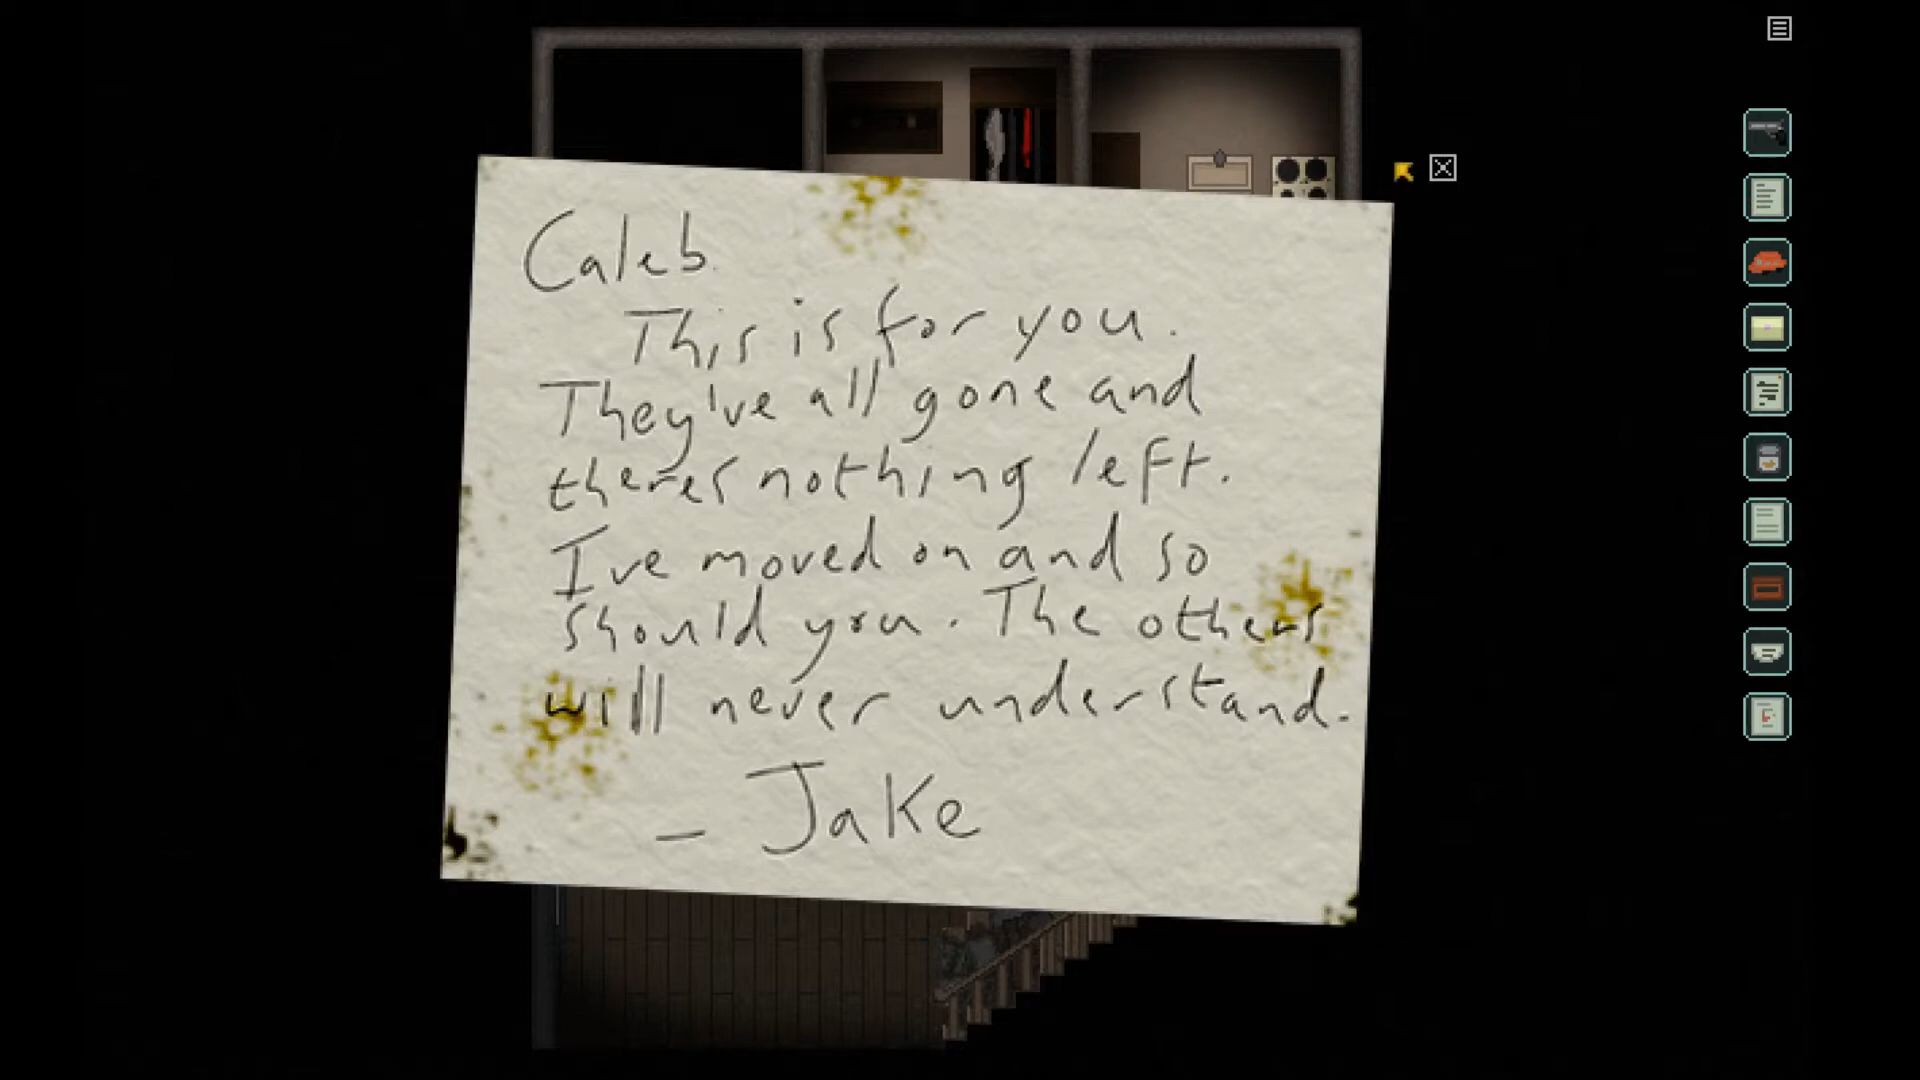 Caleb
This is for you.
They've all gone and
theres nothing left.
I've moved on and so
should you. The others
will never understand.
- Jake